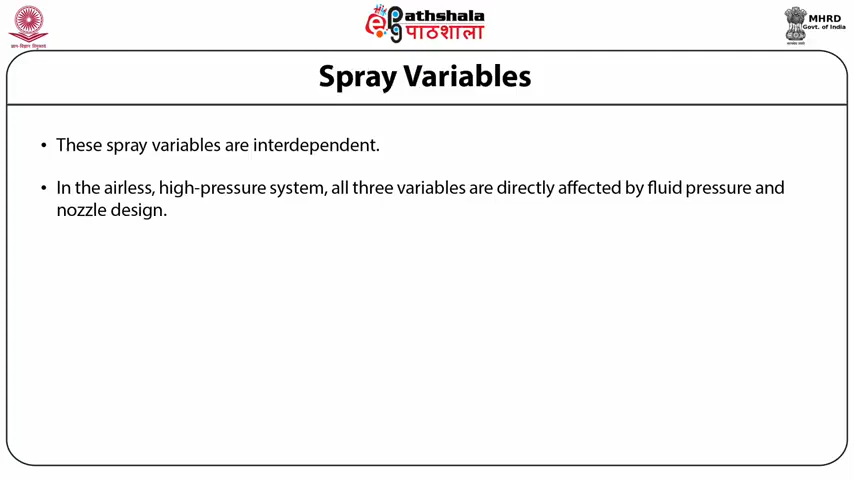 ePathshala
पाठशाला
MHRD
Govt. of India
Spray Variables
• These spray variables are interdependent.
• In the airless, high-pressure system, all three variables are directly affected by fluid pressure and
nozzle design.